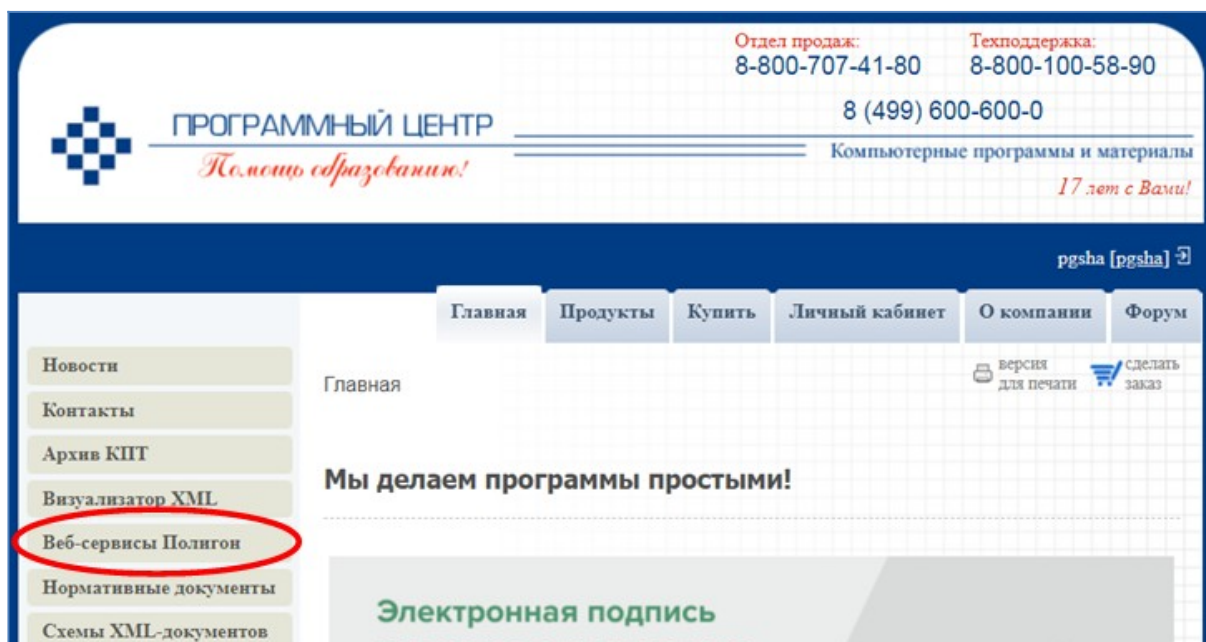 Отдел продаж: Техподдержка:
8-800-707-41-80 8-800-100-58-90
8 (499) 600-600-0
ПРОГРАММНЫЙ ЦЕНТР
Помощь образованию!
Компьютерные программы и материалы
17 лет с Вами!
pgsha [pgsha]
Главная Продукты Купить Личный кабинет О компании Форум
Новости
Контакты
Архив КПТ
Визуализатор XML
Веб-сервисы Полигон
Нормативные документы
Схемы XML-документов
Главная
версия
для печати
сделать
заказ
Мы делаем программы простыми!
Электронная подпись